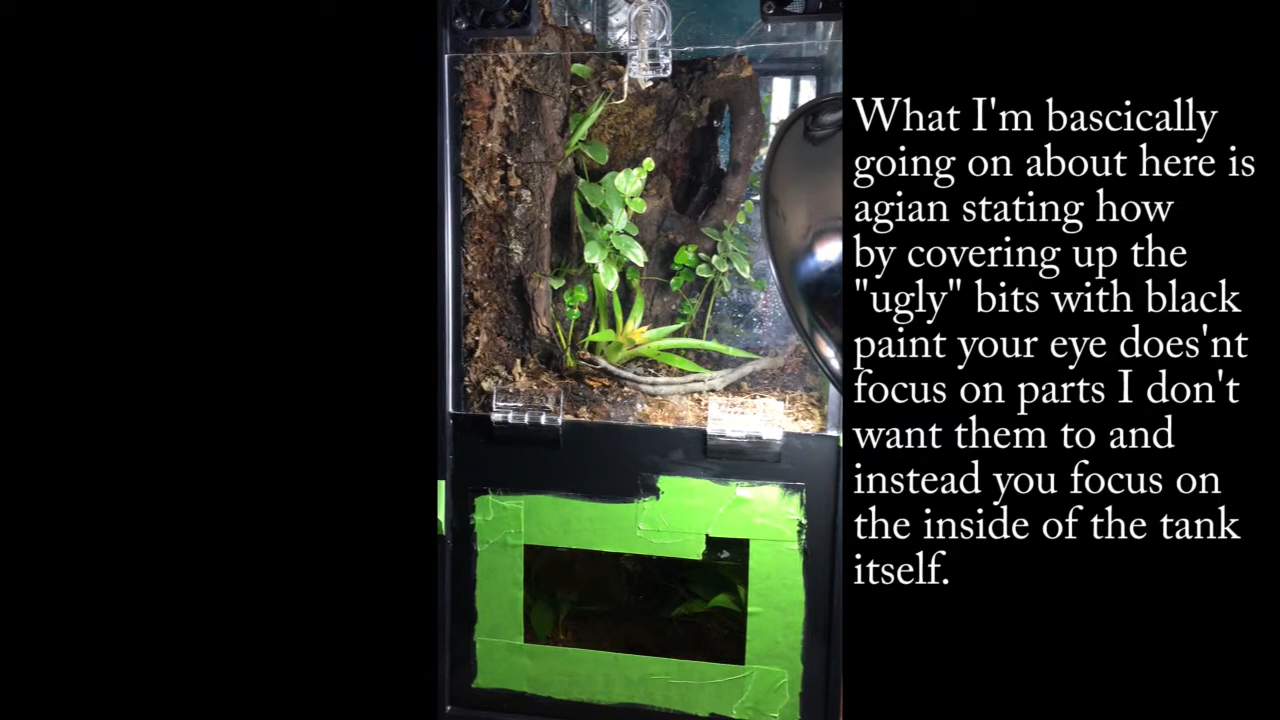 What I'm bascically
going on about here is
agian stating how
by covering up the
"ugly" bits with black
paint your eye does'nt
focus on parts I don't
want them to and
instead you focus on
the inside of the tank
itself.